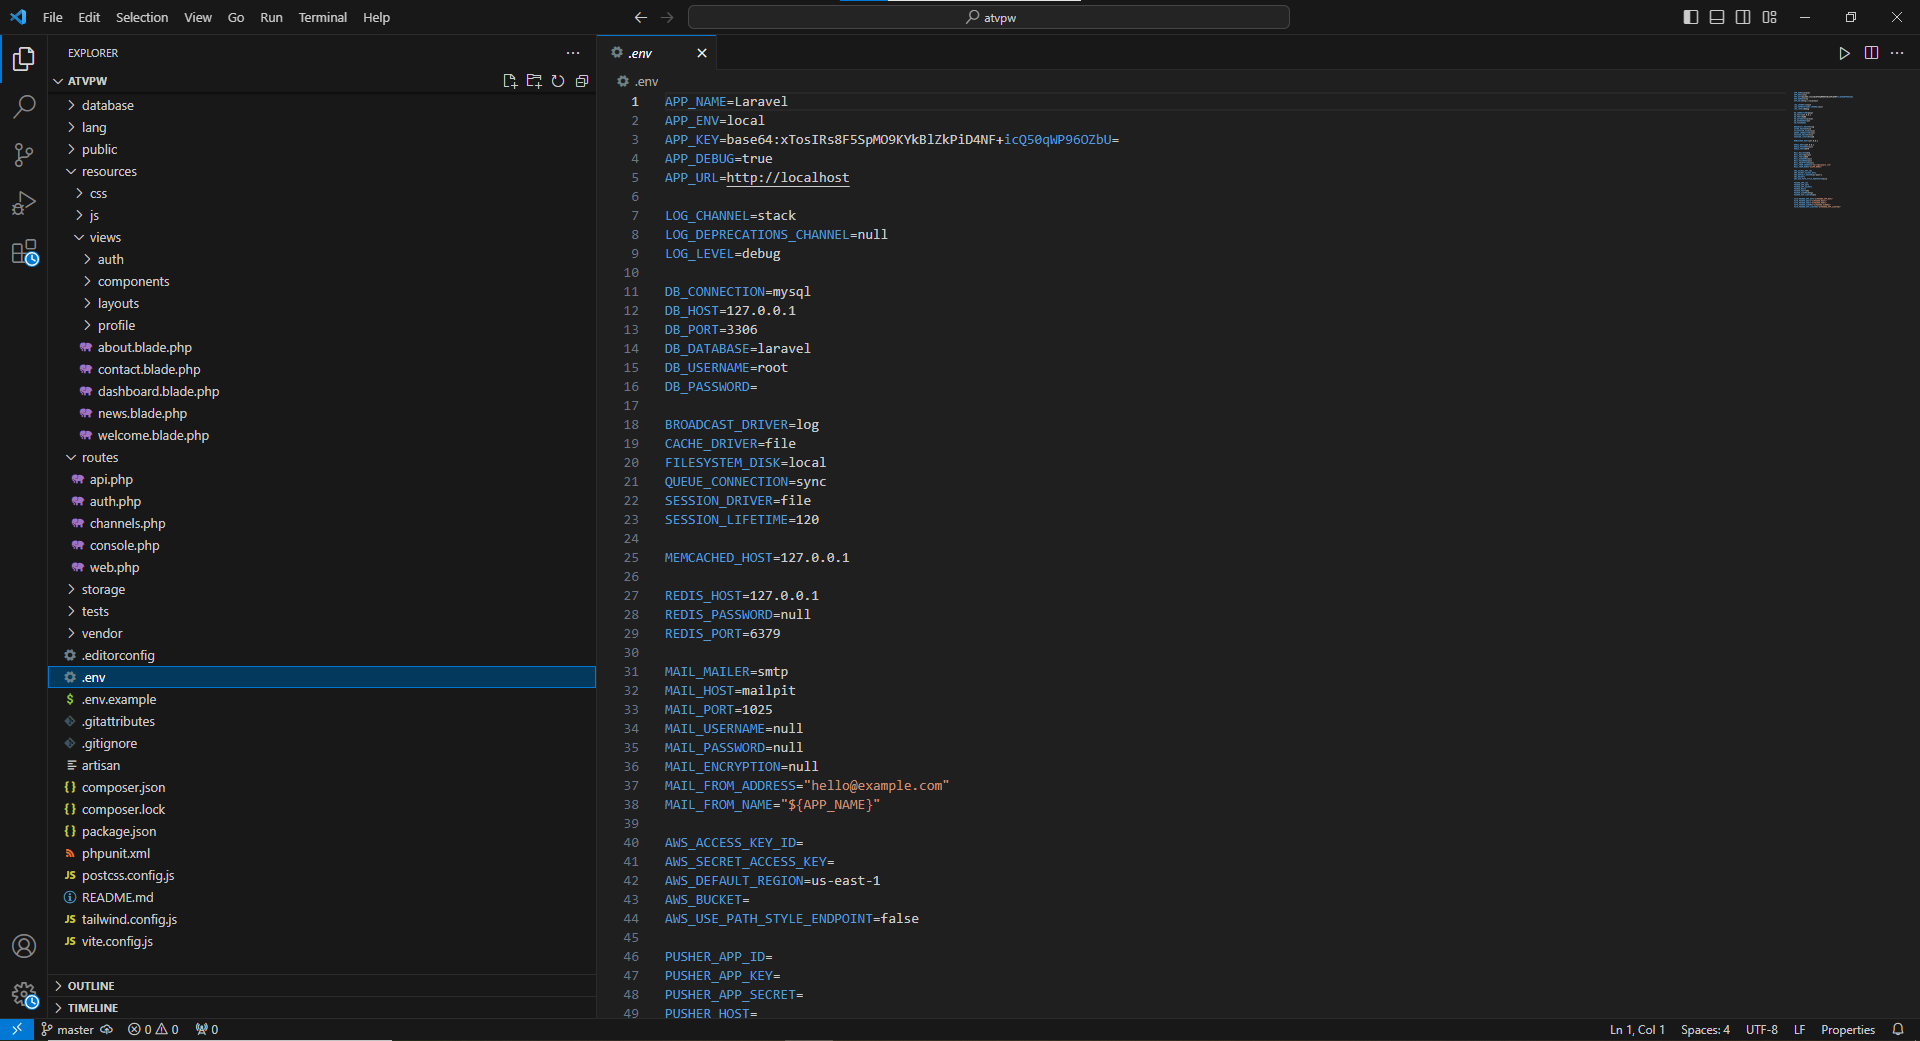 File Edit Selection View Go Run Terminal Help
atvpw
EXPLORER
ATVPW
database
lang
public
resources
css
js
views
auth
components
layouts
profile
about.blade.php
contact.blade.php
dashboard.blade.php
news.blade.php
welcome.blade.php
routes
api.php
auth.php
channels.php
console.php
web.php
storage
tests
vendor
.editorconfig
.env
.env.example
.gitattributes
.gitignore
artisan
composer.json
composer.lock
package.json
phpunit.xml
postcss.config.js
README.md
tailwind.config.js
vite.config.js
OUTLINE
TIMELINE
.env
.env
1 APP_NAME=Laravel
2 APP_ENV=local
3 APP_KEY=base64:xTosIRs8F5SpMO9KYkBlZkPiD4NF+icQ50qWP96OZbU=
4 APP_DEBUG=true
5 APP_URL=http://localhost
6
7 LOG_CHANNEL=stack
8 LOG_DEPRECATIONS_CHANNEL=null
9 LOG_LEVEL=debug
10
11 DB_CONNECTION=mysql
12 DB_HOST=127.0.0.1
13 DB_PORT=3306
14 DB_DATABASE=laravel
15 DB_USERNAME=root
16 DB_PASSWORD=
17
18 BROADCAST_DRIVER=log
19 CACHE_DRIVER=file
20 FILESYSTEM_DISK=local
21 QUEUE_CONNECTION=sync
22 SESSION_DRIVER=file
23 SESSION_LIFETIME=120
24
25 MEMCACHED_HOST=127.0.0.1
26
27 REDIS_HOST=127.0.0.1
28 REDIS_PASSWORD=null
29 REDIS_PORT=6379
30
31 MAIL_MAILER=smtp
32 MAIL_HOST=mailpit
33 MAIL_PORT=1025
34 MAIL_USERNAME=null
35 MAIL_PASSWORD=null
36 MAIL_ENCRYPTION=null
37 MAIL_FROM_ADDRESS="hello@example.com"
38 MAIL_FROM_NAME="${APP_NAME}"
39
40 AWS_ACCESS_KEY_ID=
41 AWS_SECRET_ACCESS_KEY=
42 AWS_DEFAULT_REGION=us-east-1
43 AWS_BUCKET=
44 AWS_USE_PATH_STYLE_ENDPOINT=false
45
46 PUSHER_APP_ID=
47 PUSHER_APP_KEY=
48 PUSHER_APP_SECRET=
49 PUSHER_HOST=
master 0 0 0 Ln 1, Col 1 Spaces: 4 UTF-8 LF Properties